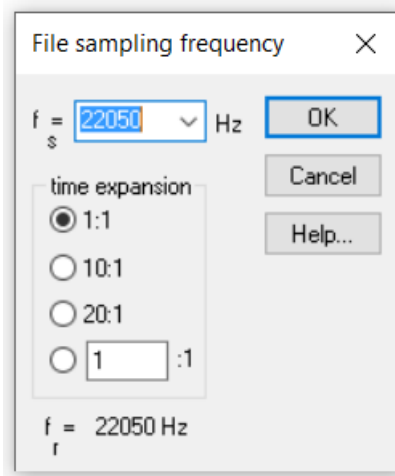 File sampling frequency
f s = 22050 Hz
OK
Cancel
Help...
time expansion
1:1
10:1
20:1
1 :1
f r = 22050 Hz